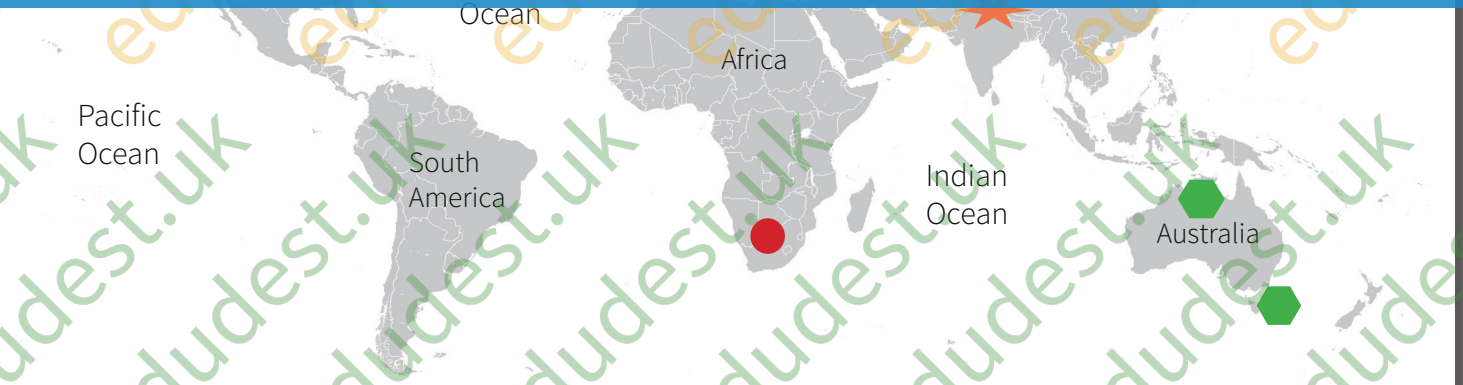 Ocean
Africa
Pacific
Ocean
South
America
Indian
Ocean
Australia
edudest.uk